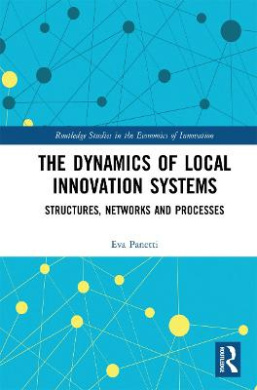 Routledge Studies in the Economics of Innovation
THE DYNAMICS OF LOCAL
INNOVATION SYSTEMS
STRUCTURES, NETWORKS AND PROCESSES
Eva Panetti
ROUTLEDGE